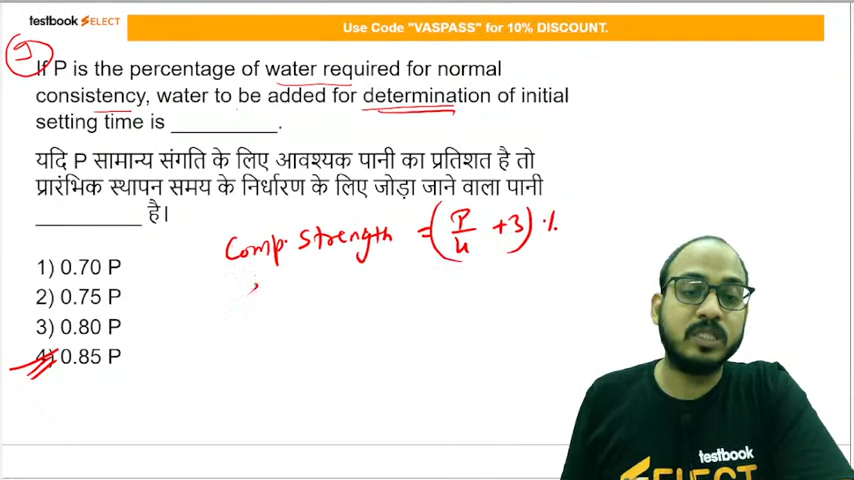 testbook SELECT
Use Code "VASPASS" for 10% DISCOUNT.
9
If P is the percentage of water required for normal
consistency, water to be added for determination of initial
setting time is __________.
यदि P सामान्य संगति के लिए आवश्यक पानी का प्रतिशत है तो
प्रारंभिक स्थापन समय के निर्धारण के लिए जोड़ा जाने वाला पानी
__________ है।
Comp. strength = (P/4 +3) %
1) 0.70 P
2) 0.75 P
3) 0.80 P
4) 0.85 P
testbook
SELECT